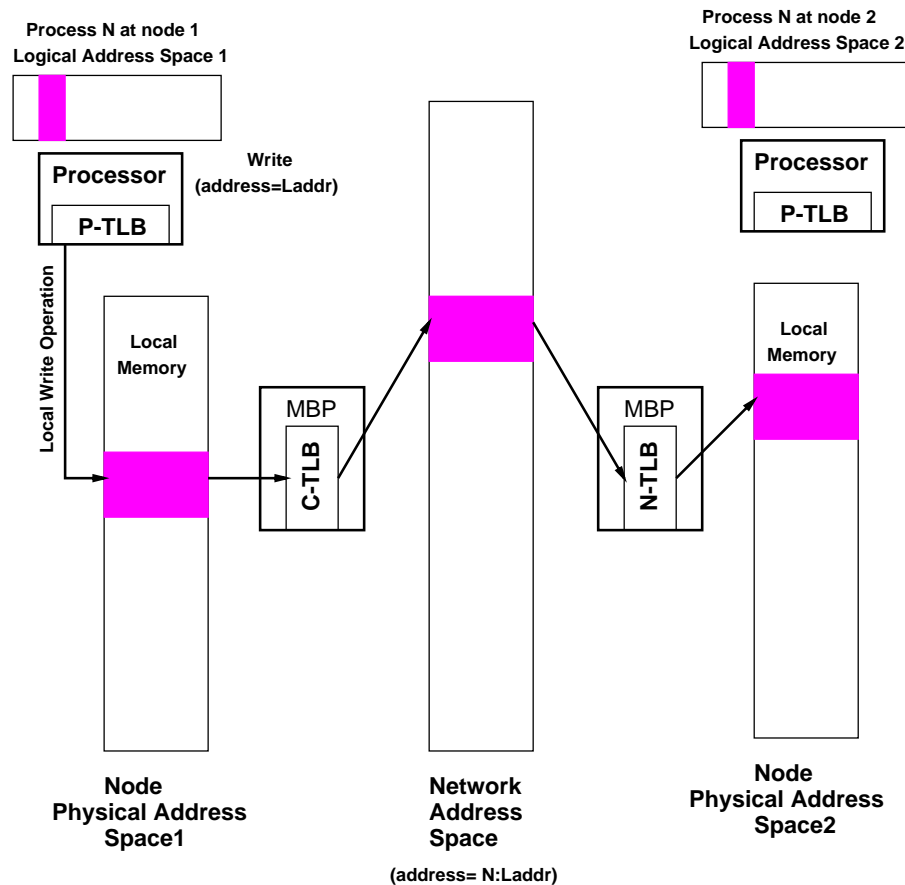 Process N at node 1
Logical Address Space 1
Process N at node 2
Logical Address Space 2
Processor
P-TLB
Write
(address=Laddr)
Processor
P-TLB
Local Write Operation
Local
Memory
MBP
C-TLB
MBP
N-TLB
Local
Memory
Node
Physical Address
Space1
Network
Address
Space
(address= N:Laddr)
Node
Physical Address
Space2